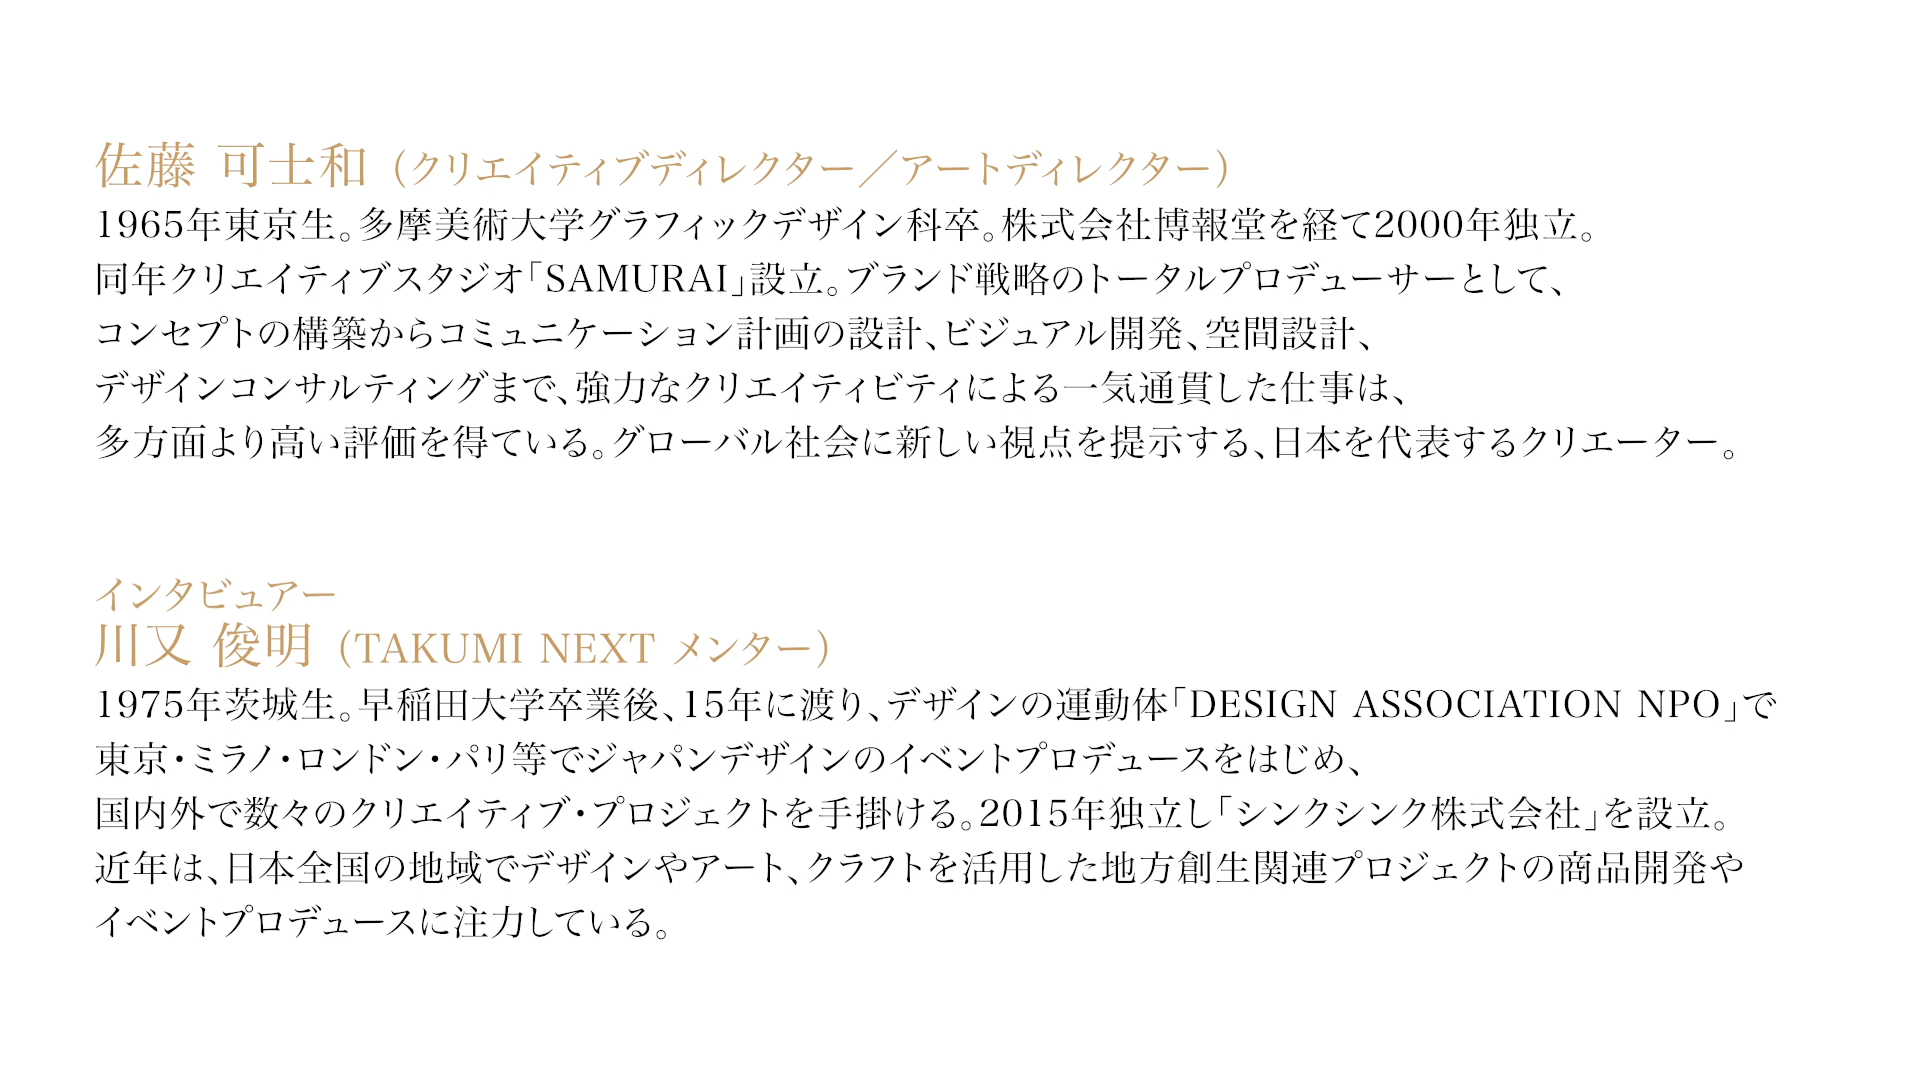 佐藤 可士和（クリエイティブディレクター／アートディレクター）
1965年東京生。多摩美術大学グラフィックデザイン科卒。株式会社博報堂を経て2000年独立。
同年クリエイティブスタジオ「SAMURAI」設立。ブランド戦略のトータルプロデューサーとして、
コンセプトの構築からコミュニケーション計画の設計、ビジュアル開発、空間設計、
デザインコンサルティングまで、強力なクリエイティビティによる一気通貫した仕事は、
多方面より高い評価を得ている。グローバル社会に新しい視点を提示する、日本を代表するクリエーター。
インタビュアー
川又 俊明（TAKUMI NEXT メンター）
1975年茨城生。早稲田大学卒業後、15年に渡り、デザインの運動体「DESIGN ASSOCIATION NPO」で
東京・ミラノ・ロンドン・パリ等でジャパンデザインのイベントプロデュースをはじめ、
国内外で数々のクリエイティブ・プロジェクトを手掛ける。2015年独立し「シンクシンク株式会社」を設立。
近年は、日本全国の地域でデザインやアート、クラフトを活用した地方創生関連プロジェクトの商品開発や
イベントプロデュースに注力している。